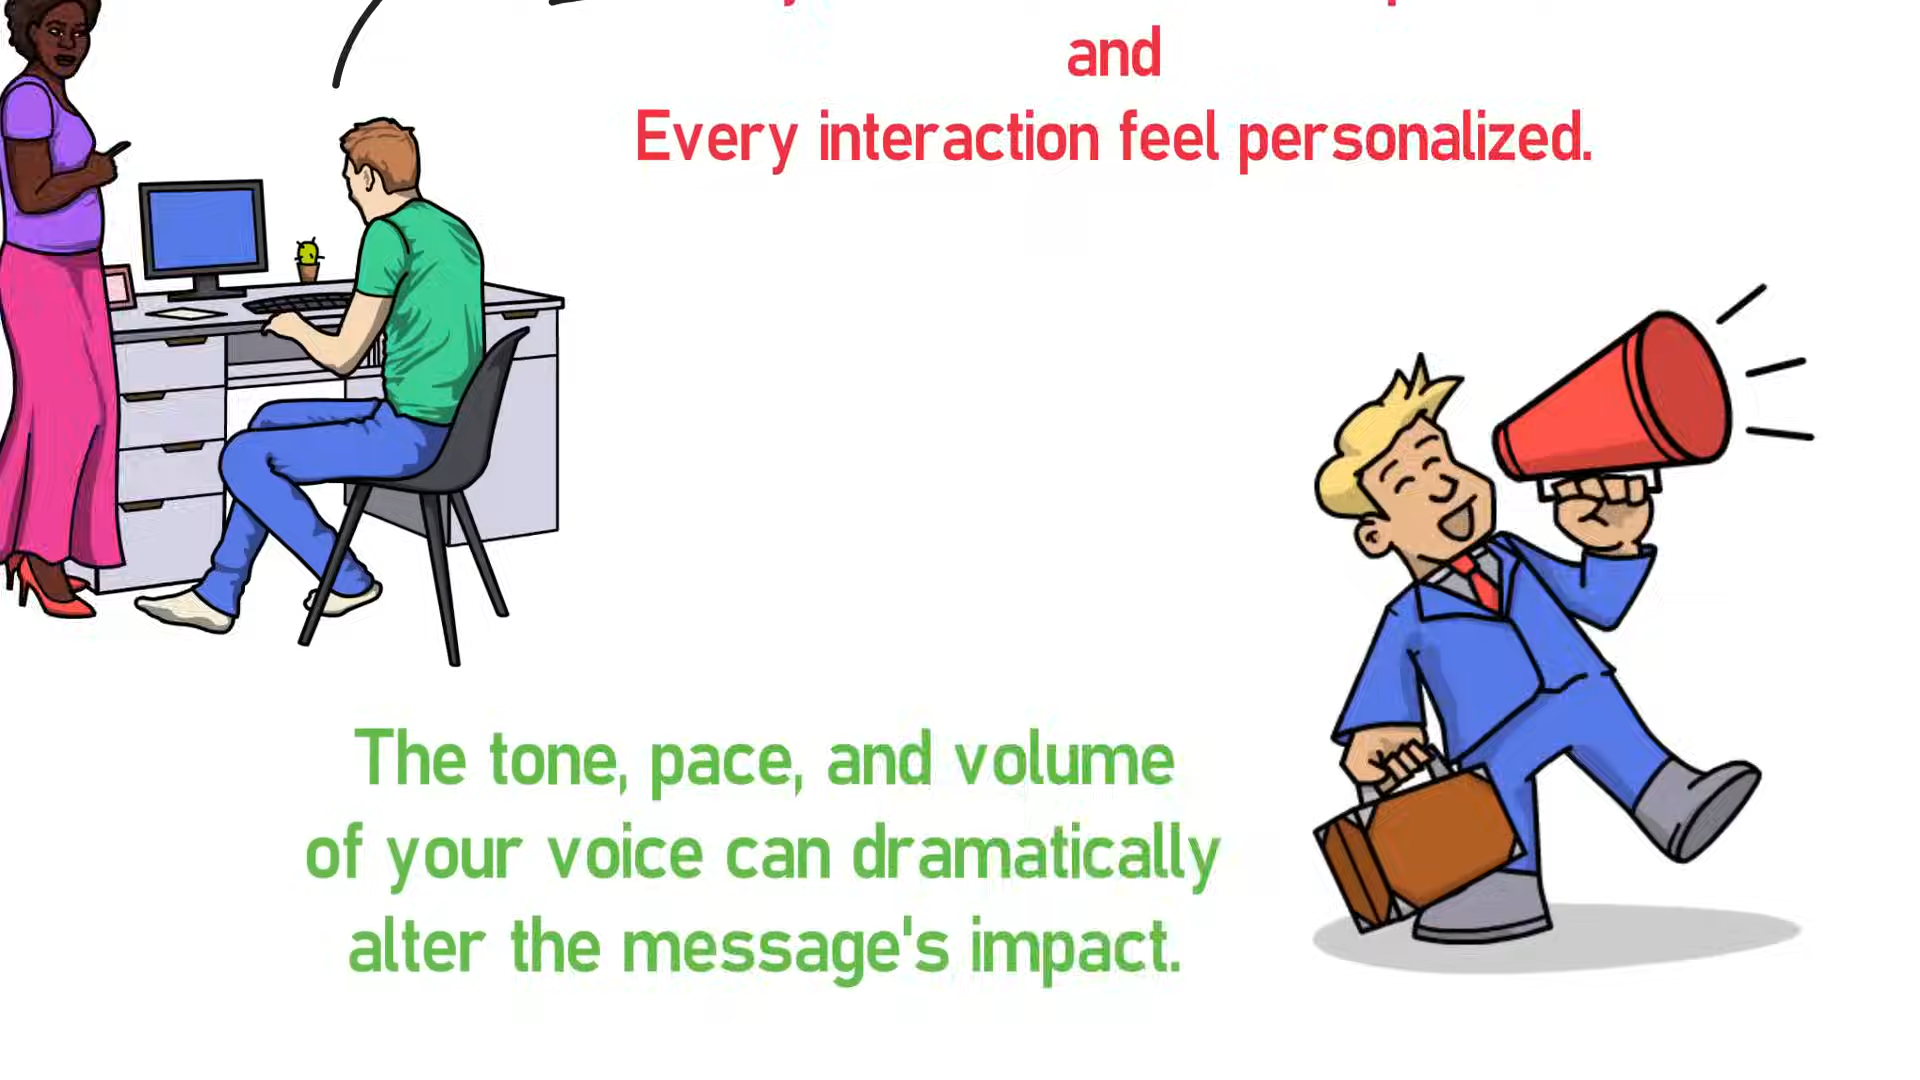 and
Every interaction feel personalized.
The tone, pace, and volume
of your voice can dramatically
alter the message's impact.